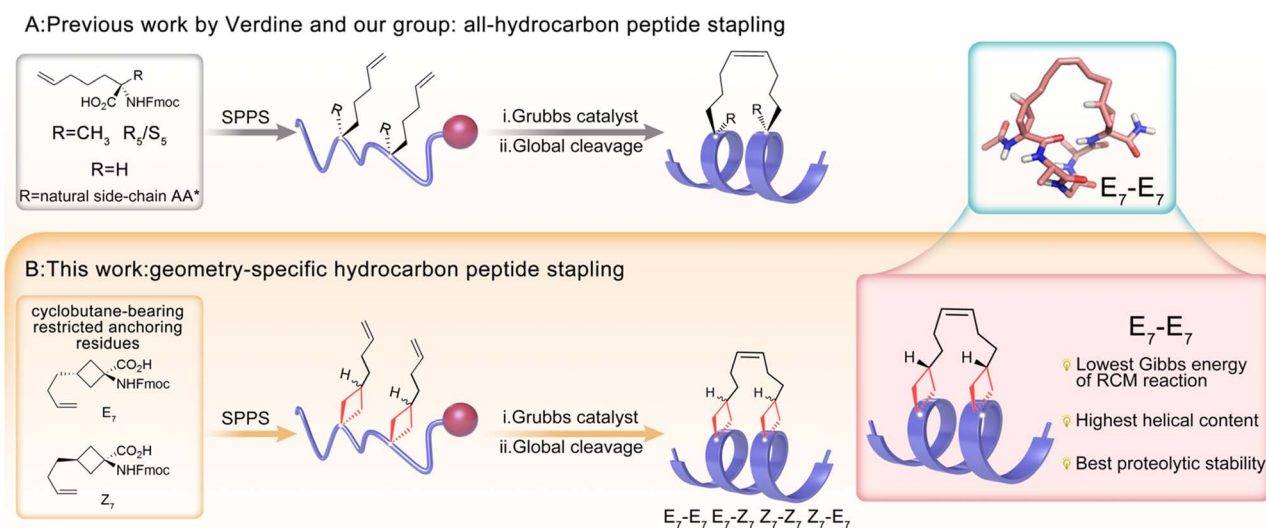 A:Previous work by Verdine and our group: all-hydrocarbon peptide stapling
R
HO₂C NHFmoc
R=CH₃ R₅/S₅
R=H
R=natural side-chain AA*
SPPS
R
R
i.Grubbs catalyst
ii.Global cleavage
R
R
E₇-E₇
B:This work:geometry-specific hydrocarbon peptide stapling
cyclobutane-bearing
restricted anchoring
residues
CO₂H
NHFmoc
E₇
CO₂H
NHFmoc
Z₇
SPPS
H
H
i.Grubbs catalyst
ii.Global cleavage
H
H
E₇-E₇ E₇-Z₇ Z₇-Z₇ Z₇-E₇
H
H
E₇-E₇
Lowest Gibbs energy
of RCM reaction
Highest helical content
Best proteolytic stability